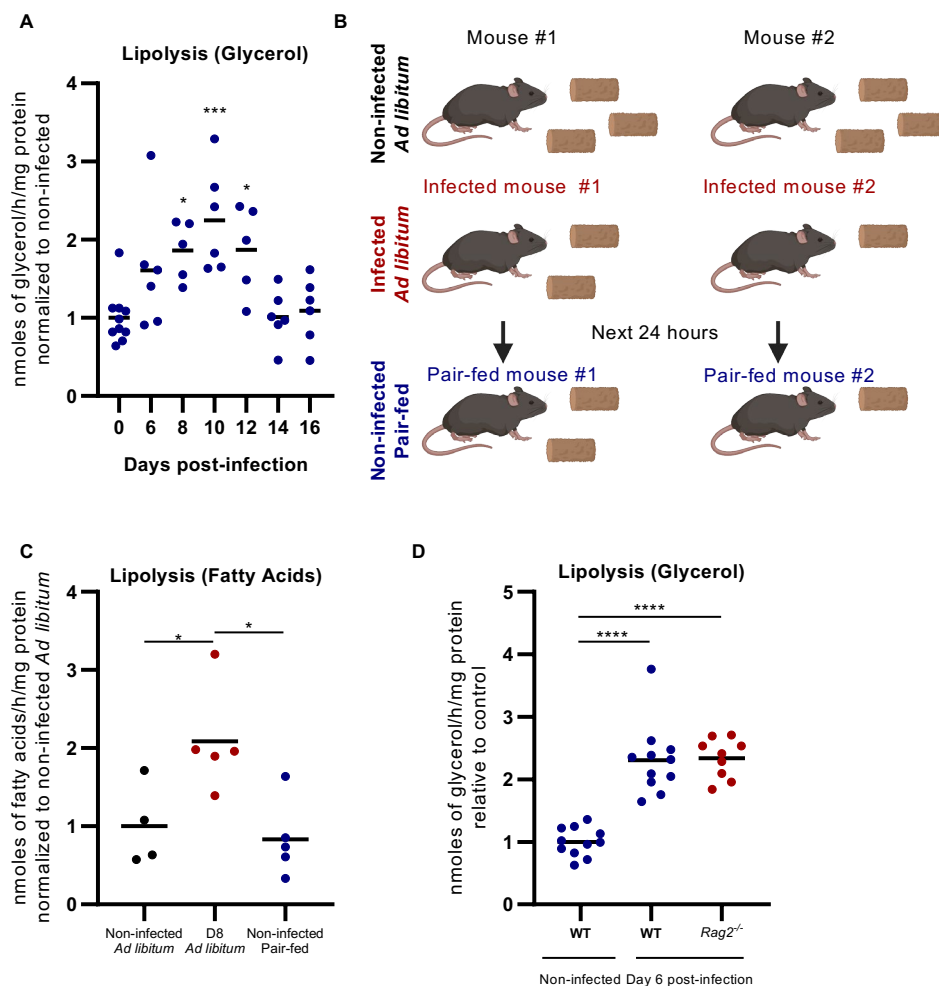 A
Lipolysis (Glycerol)
nmoles of glycerol/h/mg protein
normalized to non-infected
4
3
2
1
0
***
*
*
0 6 8 10 12 14 16
Days post-infection
B
Mouse #1 Mouse #2
Non-infected
Ad libitum
Infected mouse #1 Infected mouse #2
Infected
Ad libitum
Next 24 hours
Pair-fed mouse #1 Pair-fed mouse #2
Non-infected
Pair-fed
C
Lipolysis (Fatty Acids)
nmoles of fatty acids/h/mg protein
normalized to non-infected Ad libitum
4
3
2
1
0
* *
Non-infected D8 Non-infected
Ad libitum Ad libitum Pair-fed
D
Lipolysis (Glycerol)
nmoles of glycerol/h/mg protein
relative to control
5
4
3
2
1
0
****
****
WT WT Rag2-/-
Non-infected Day 6 post-infection